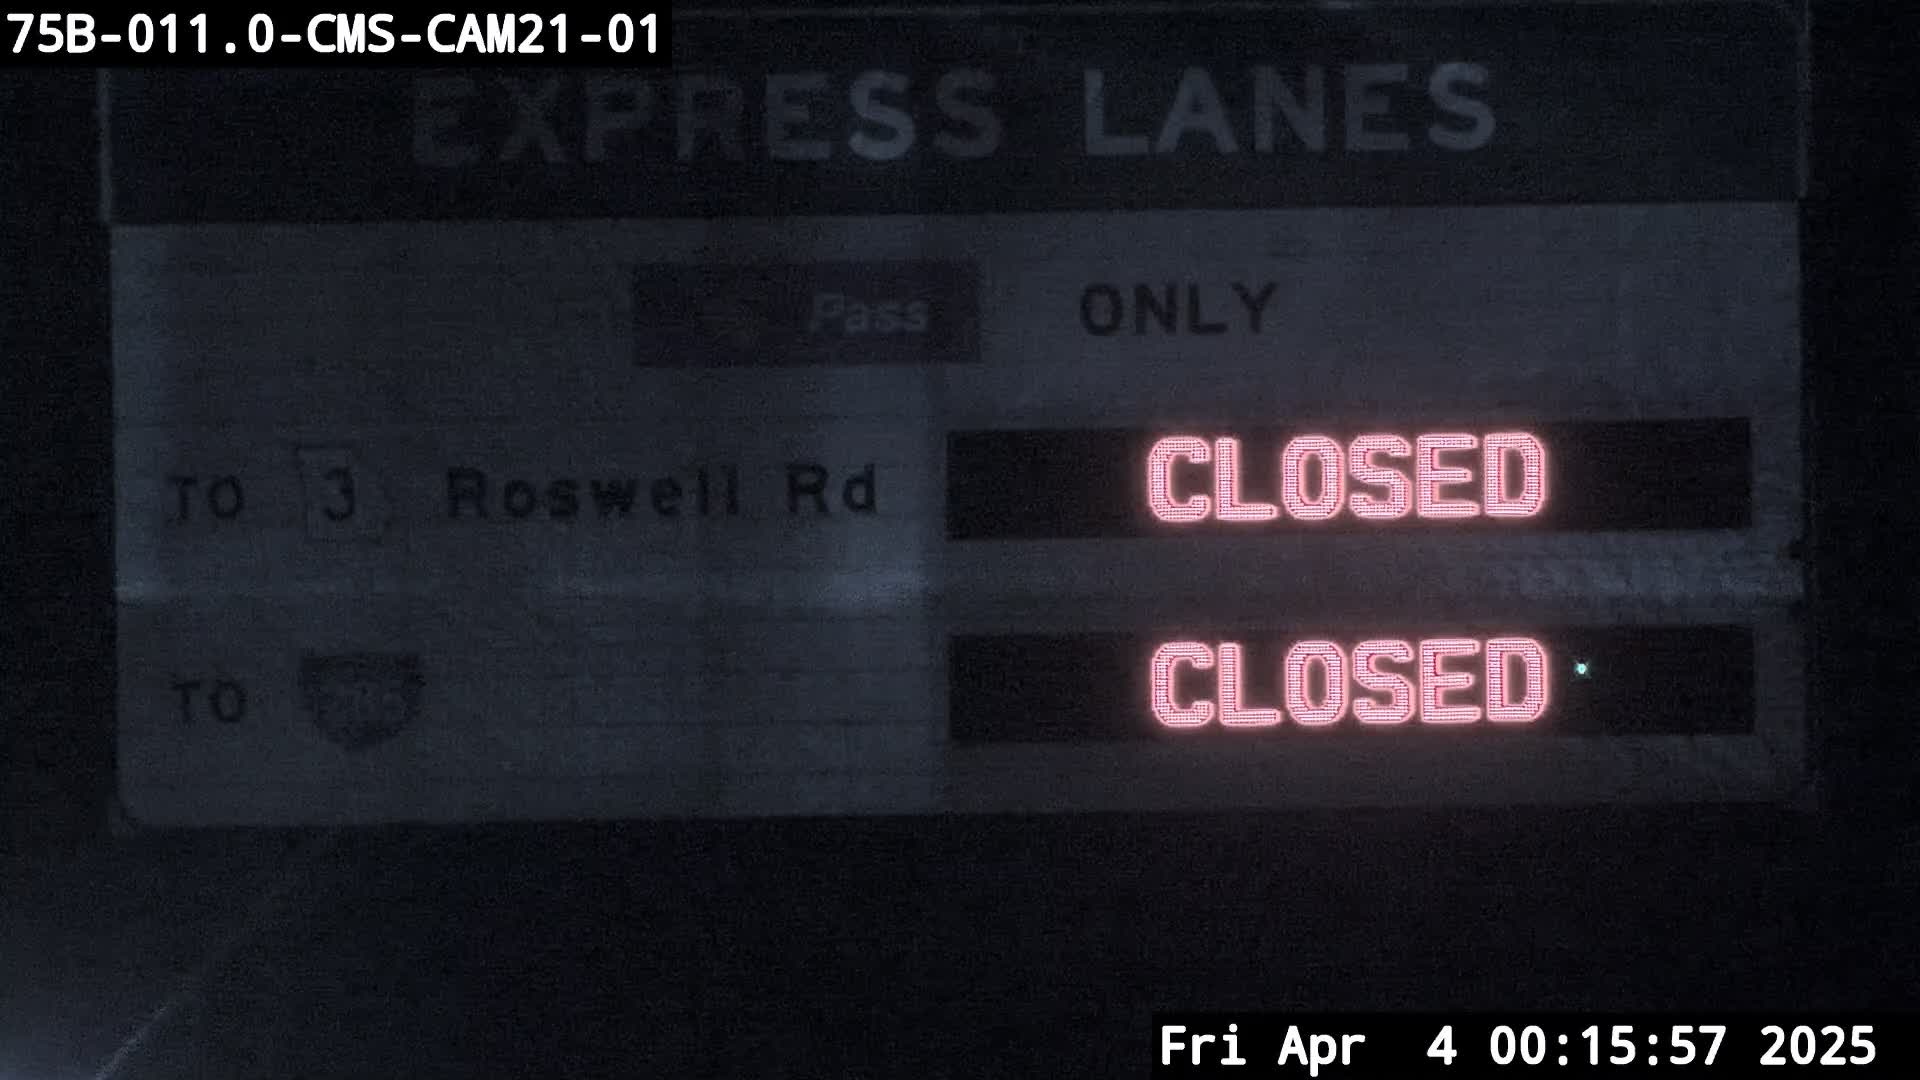 75B-011.0-CMS-CAM21-01
EXPRESS LANES
Pass ONLY
TO 3 Roswell Rd CLOSED
TO CLOSED
Fri Apr 4 00:15:57 2025